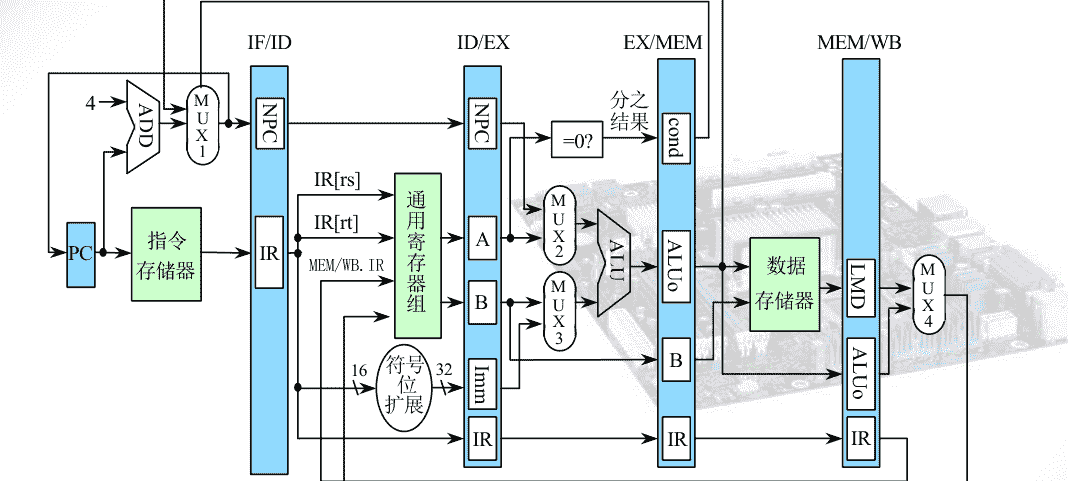 IF/ID
ID/EX
EX/MEM
MEM/WB
4
ADD
MUX1
NPC
NPC
=0?
分之
结果
cond
PC
指令
存储器
IR
IR[rs]
IR[rt]
MEM/WB.IR
通用寄存器组
A
B
MUX2
MUX3
ALU
ALUo
数据
存储器
LMD
MUX4
16
符号
位
扩展
32
Imm
B
ALUo
IR
IR
IR